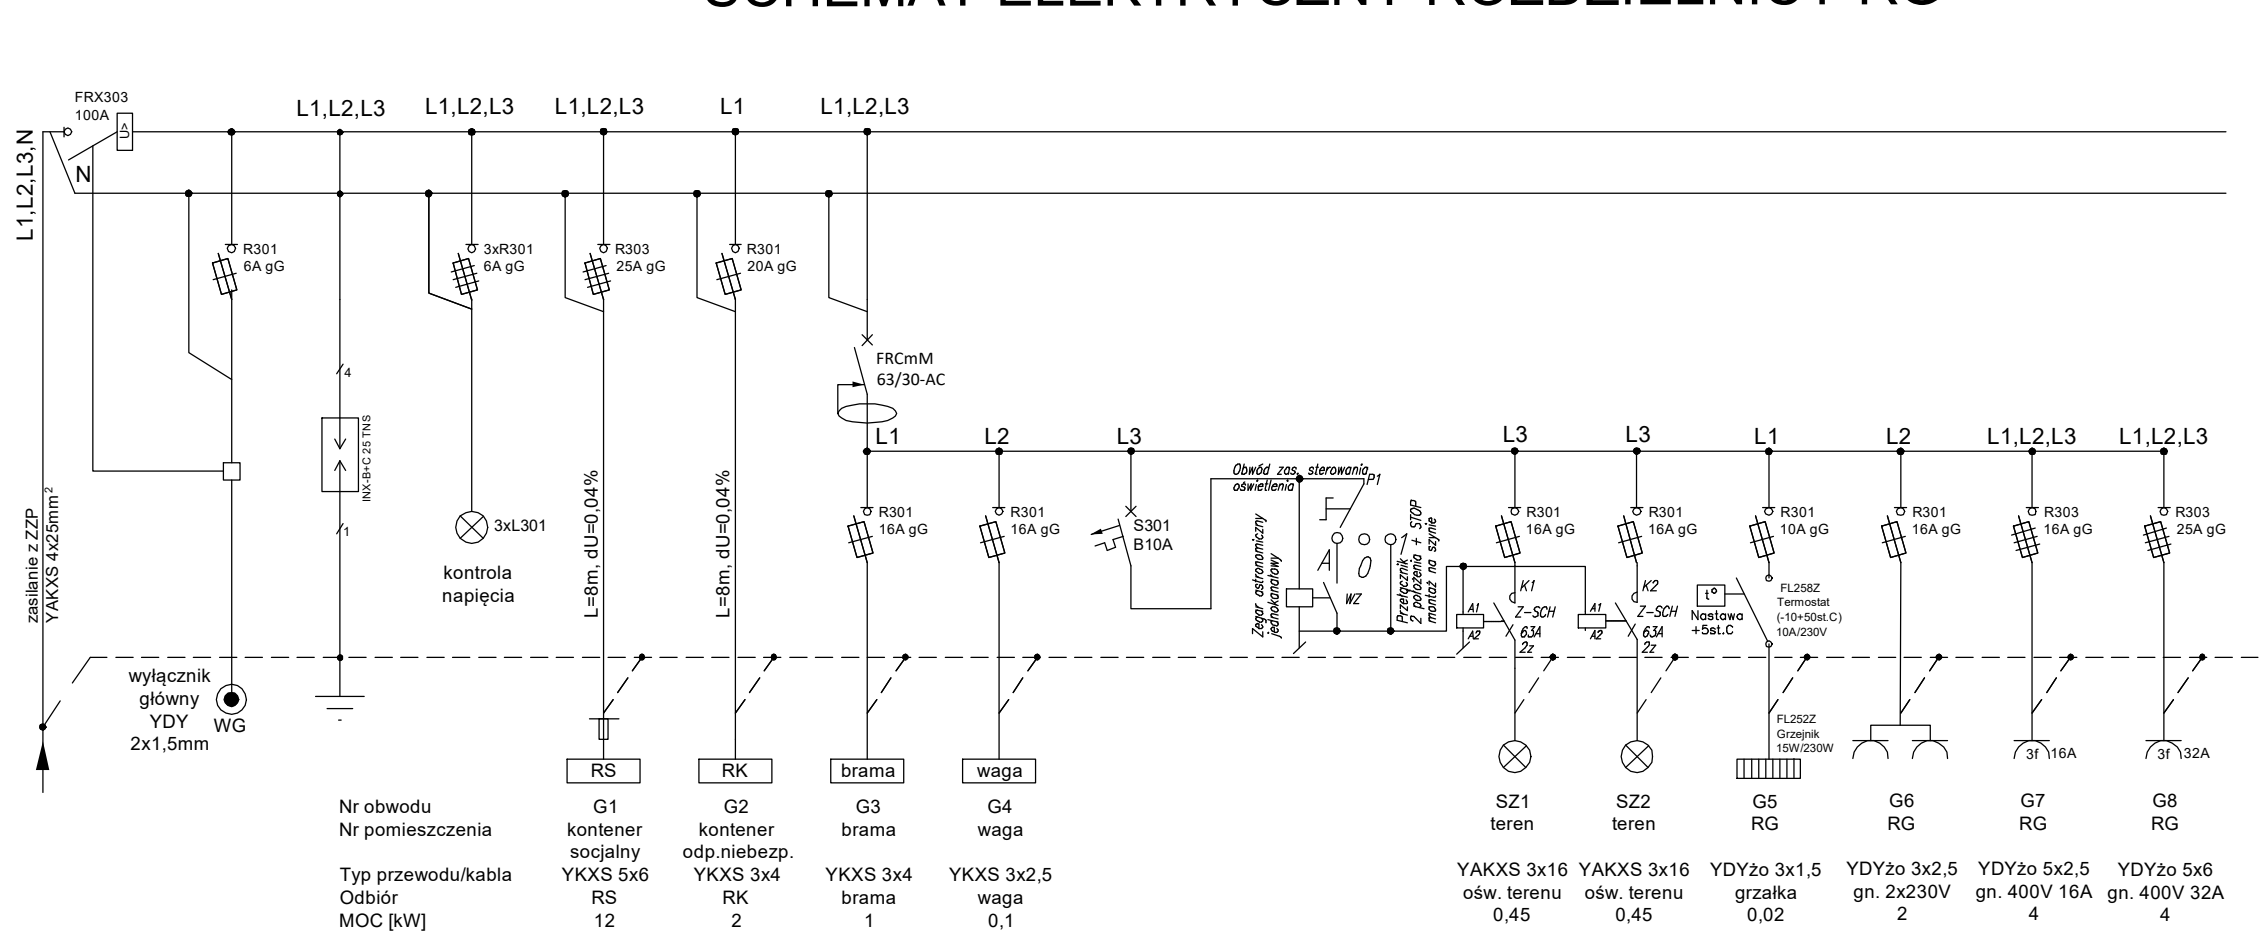 SCHEMAT ELEKTRYCZNY ROZDZIELNICY RG
FRX303
100A
U>
L1,L2,L3,N
N
L1,L2,L3
L1,L2,L3
L1,L2,L3
L1
L1,L2,L3
R301
6A gG
3xR301
6A gG
R303
25A gG
R301
20A gG
FRCmM
63/30-AC
4
INX-B+C 25 TNS
1
3xL301
kontrola
napięcia
L=8m, dU=0,04%
L=8m, dU=0,04%
zasilanie z ZZP
YAKXS 4x25mm²
wyłącznik
główny
YDY
2x1,5mm
WG
L1
L2
L3
L3
L3
L1
L2
L1,L2,L3
L1,L2,L3
R301
16A gG
R301
16A gG
S301
B10A
Obwód zas. sterowania
oświetlenia
P1
Zegar astronomiczny
jednokanałowy
A
0
1
WZ
Przełącznik
2 położenia + STOP
montaż na szynie
R301
16A gG
K1
A1
A2
Z-SCH
63A
2z
R301
16A gG
K2
A1
A2
Z-SCH
63A
2z
R301
10A gG
t°
Nastawa
+5st.C
FL258Z
Termostat
(-10+50st.C)
10A/230V
FL252Z
Grzejnik
15W/230W
R301
16A gG
R303
16A gG
R303
25A gG
3f 16A
3f 32A
RS
RK
brama
waga
Nr obwodu G1 G2 G3 G4 SZ1 SZ2 G5 G6 G7 G8
Nr pomieszczenia kontener kontener brama waga teren teren RG RG RG RG
socjalny odp.niebezp.
Typ przewodu/kabla YKXS 5x6 YKXS 3x4 YKXS 3x4 YKXS 3x2,5 YAKXS 3x16 YAKXS 3x16 YDYżo 3x1,5 YDYżo 3x2,5 YDYżo 5x2,5 YDYżo 5x6
Odbiór RS RK brama waga ośw. terenu ośw. terenu grzałka gn. 2x230V gn. 400V 16A gn. 400V 32A
MOC [kW] 12 2 1 0,1 0,45 0,45 0,02 2 4 4